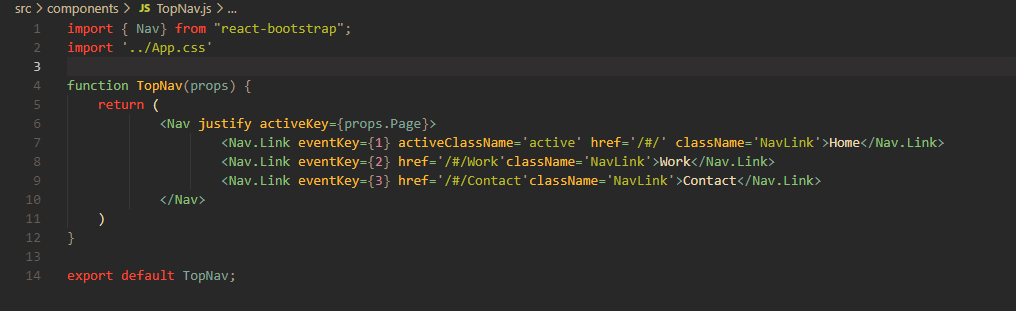 src > components > JS TopNav.js > ...
1 import { Nav} from "react-bootstrap";
2 import '../App.css'
3
4 function TopNav(props) {
5     return (
6             <Nav justify activeKey={props.Page}>
7                     <Nav.Link eventKey={1} activeClassName='active' href='/#/' className='NavLink'>Home</Nav.Link>
8                     <Nav.Link eventKey={2} href='/#/Work'className='NavLink'>Work</Nav.Link>
9                     <Nav.Link eventKey={3} href='/#/Contact'className='NavLink'>Contact</Nav.Link>
10             </Nav>
11     )
12 }
13
14 export default TopNav;